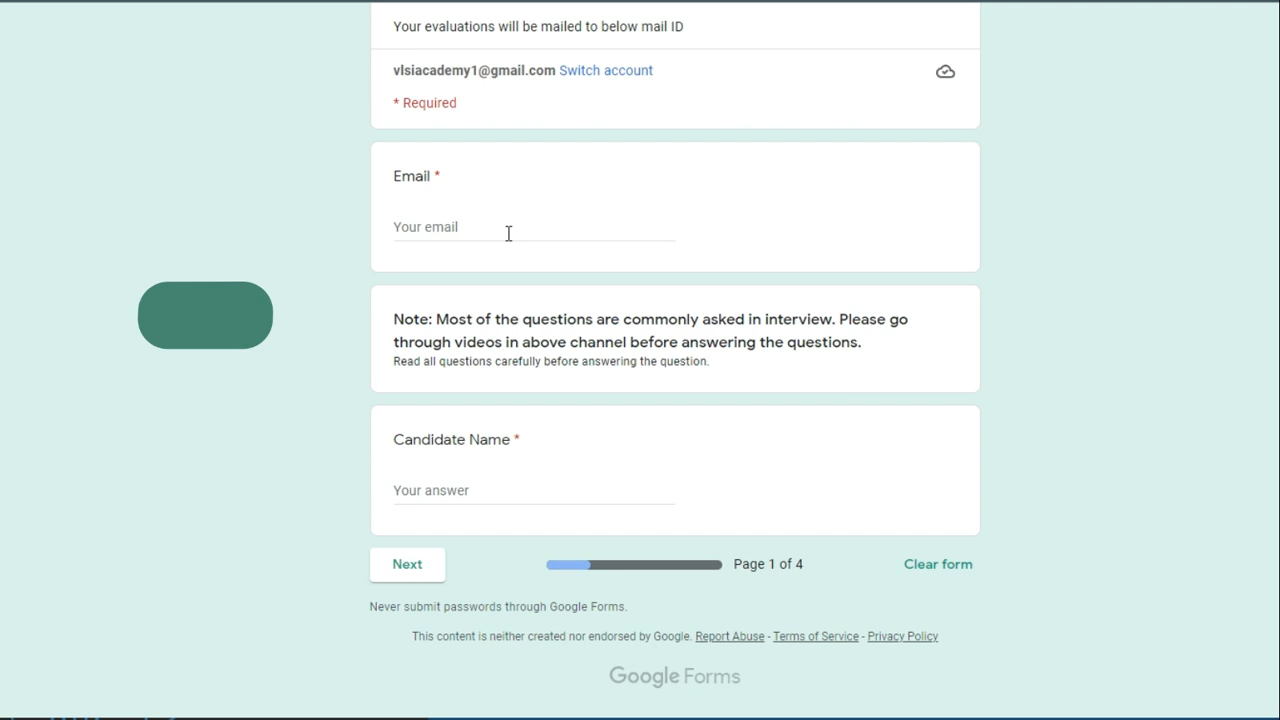 Your evaluations will be mailed to below mail ID
vlsiacademy1@gmail.com Switch account
* Required
Email *
Your email
Note: Most of the questions are commonly asked in interview. Please go
through videos in above channel before answering the questions.
Read all questions carefully before answering the question.
Candidate Name *
Your answer
Next
Page 1 of 4
Clear form
Never submit passwords through Google Forms.
This content is neither created nor endorsed by Google. Report Abuse - Terms of Service - Privacy Policy
Google Forms